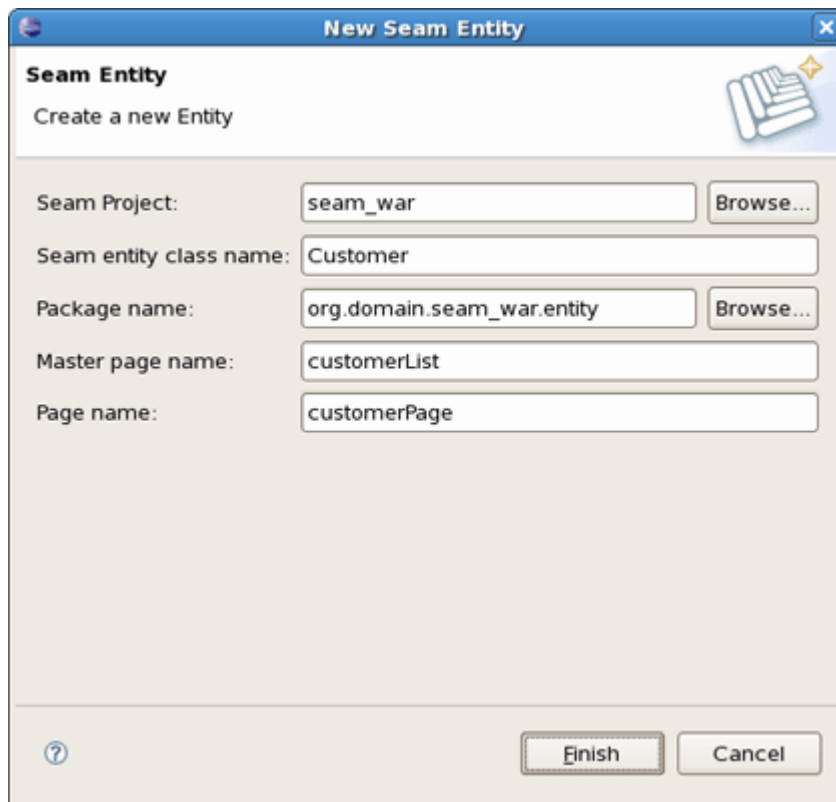 New Seam Entity
Seam Entity
Create a new Entity
Seam Project: seam_war Browse...
Seam entity class name: Customer
Package name: org.domain.seam_war.entity Browse...
Master page name: customerList
Page name: customerPage
Finish Cancel